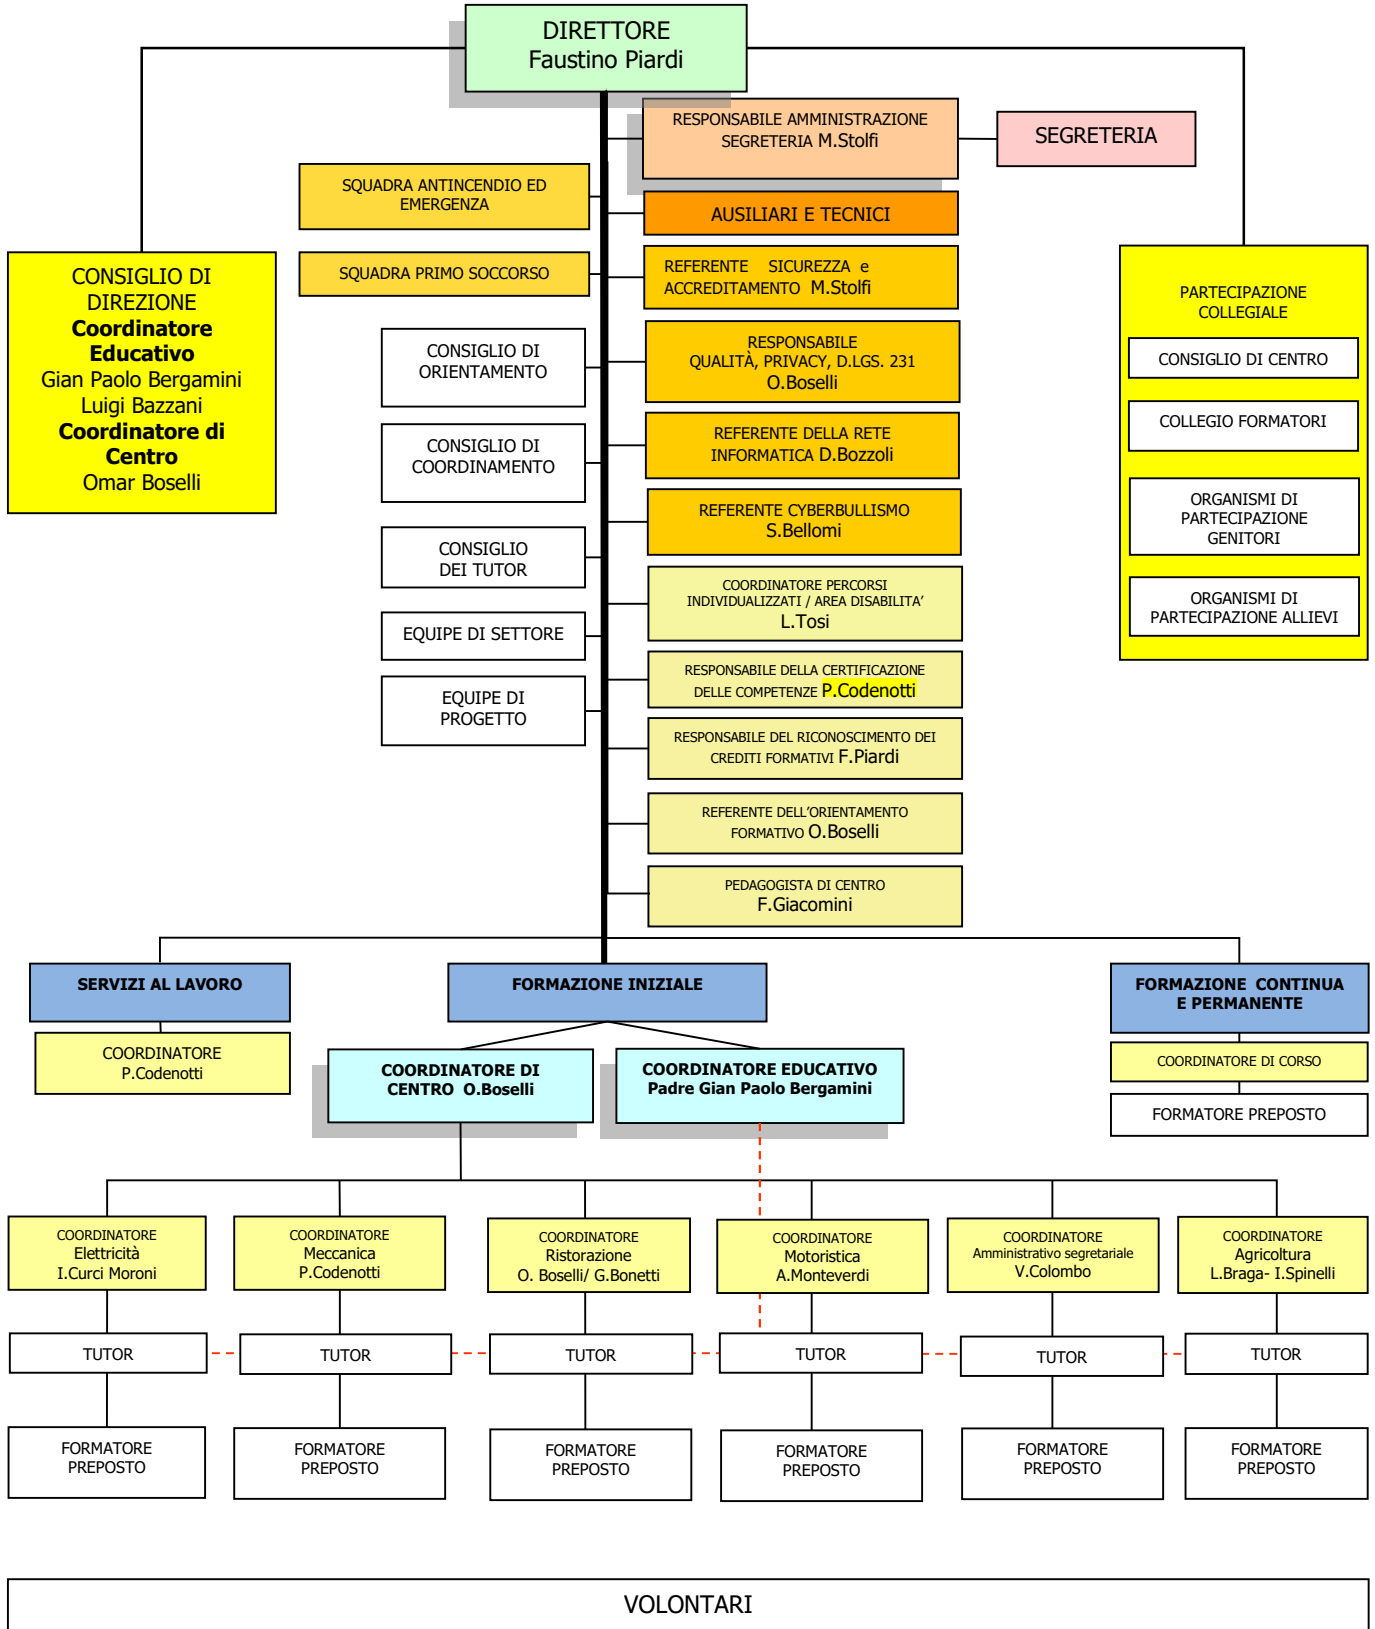 DIRETTORE
Faustino Piardi
RESPONSABILE AMMINISTRAZIONE
SEGRETERIA M.Stolfi
SEGRETERIA
SQUADRA ANTINCENDIO ED
EMERGENZA
AUSILIARI E TECNICI
SQUADRA PRIMO SOCCORSO
REFERENTE SICUREZZA e
ACCREDITAMENTO M.Stolfi
CONSIGLIO DI
DIREZIONE
Coordinatore
Educativo
Gian Paolo Bergamini
Luigi Bazzani
Coordinatore di
Centro
Omar Boselli
PARTECIPAZIONE
COLLEGIALE
CONSIGLIO DI CENTRO
COLLEGIO FORMATORI
ORGANISMI DI
PARTECIPAZIONE
GENITORI
ORGANISMI DI
PARTECIPAZIONE ALLIEVI
CONSIGLIO DI
ORIENTAMENTO
RESPONSABILE
QUALITÀ, PRIVACY, D.LGS. 231
O.Boselli
CONSIGLIO DI
COORDINAMENTO
REFERENTE DELLA RETE
INFORMATICA D.Bozzoli
REFERENTE CYBERBULLISMO
S.Bellomi
CONSIGLIO
DEI TUTOR
COORDINATORE PERCORSI
INDIVIDUALIZZATI / AREA DISABILITA’
L.Tosi
EQUIPE DI SETTORE
RESPONSABILE DELLA CERTIFICAZIONE
DELLE COMPETENZE P.Codenotti
EQUIPE DI
PROGETTO
RESPONSABILE DEL RICONOSCIMENTO DEI
CREDITI FORMATIVI F.Piardi
REFERENTE DELL’ORIENTAMENTO
FORMATIVO O.Boselli
PEDAGOGISTA DI CENTRO
F.Giacomini
SERVIZI AL LAVORO
FORMAZIONE INIZIALE
FORMAZIONE CONTINUA
E PERMANENTE
COORDINATORE
P.Codenotti
COORDINATORE DI
CENTRO O.Boselli
COORDINATORE EDUCATIVO
Padre Gian Paolo Bergamini
COORDINATORE DI CORSO
FORMATORE PREPOSTO
COORDINATORE
Elettricità
I.Curci Moroni
COORDINATORE
Meccanica
P.Codenotti
COORDINATORE
Ristorazione
O. Boselli/ G.Bonetti
COORDINATORE
Motoristica
A.Monteverdi
COORDINATORE
Amministrativo segretariale
V.Colombo
COORDINATORE
Agricoltura
L.Braga- I.Spinelli
TUTOR
TUTOR
TUTOR
TUTOR
TUTOR
TUTOR
FORMATORE
PREPOSTO
FORMATORE
PREPOSTO
FORMATORE
PREPOSTO
FORMATORE
PREPOSTO
FORMATORE
PREPOSTO
FORMATORE
PREPOSTO
VOLONTARI